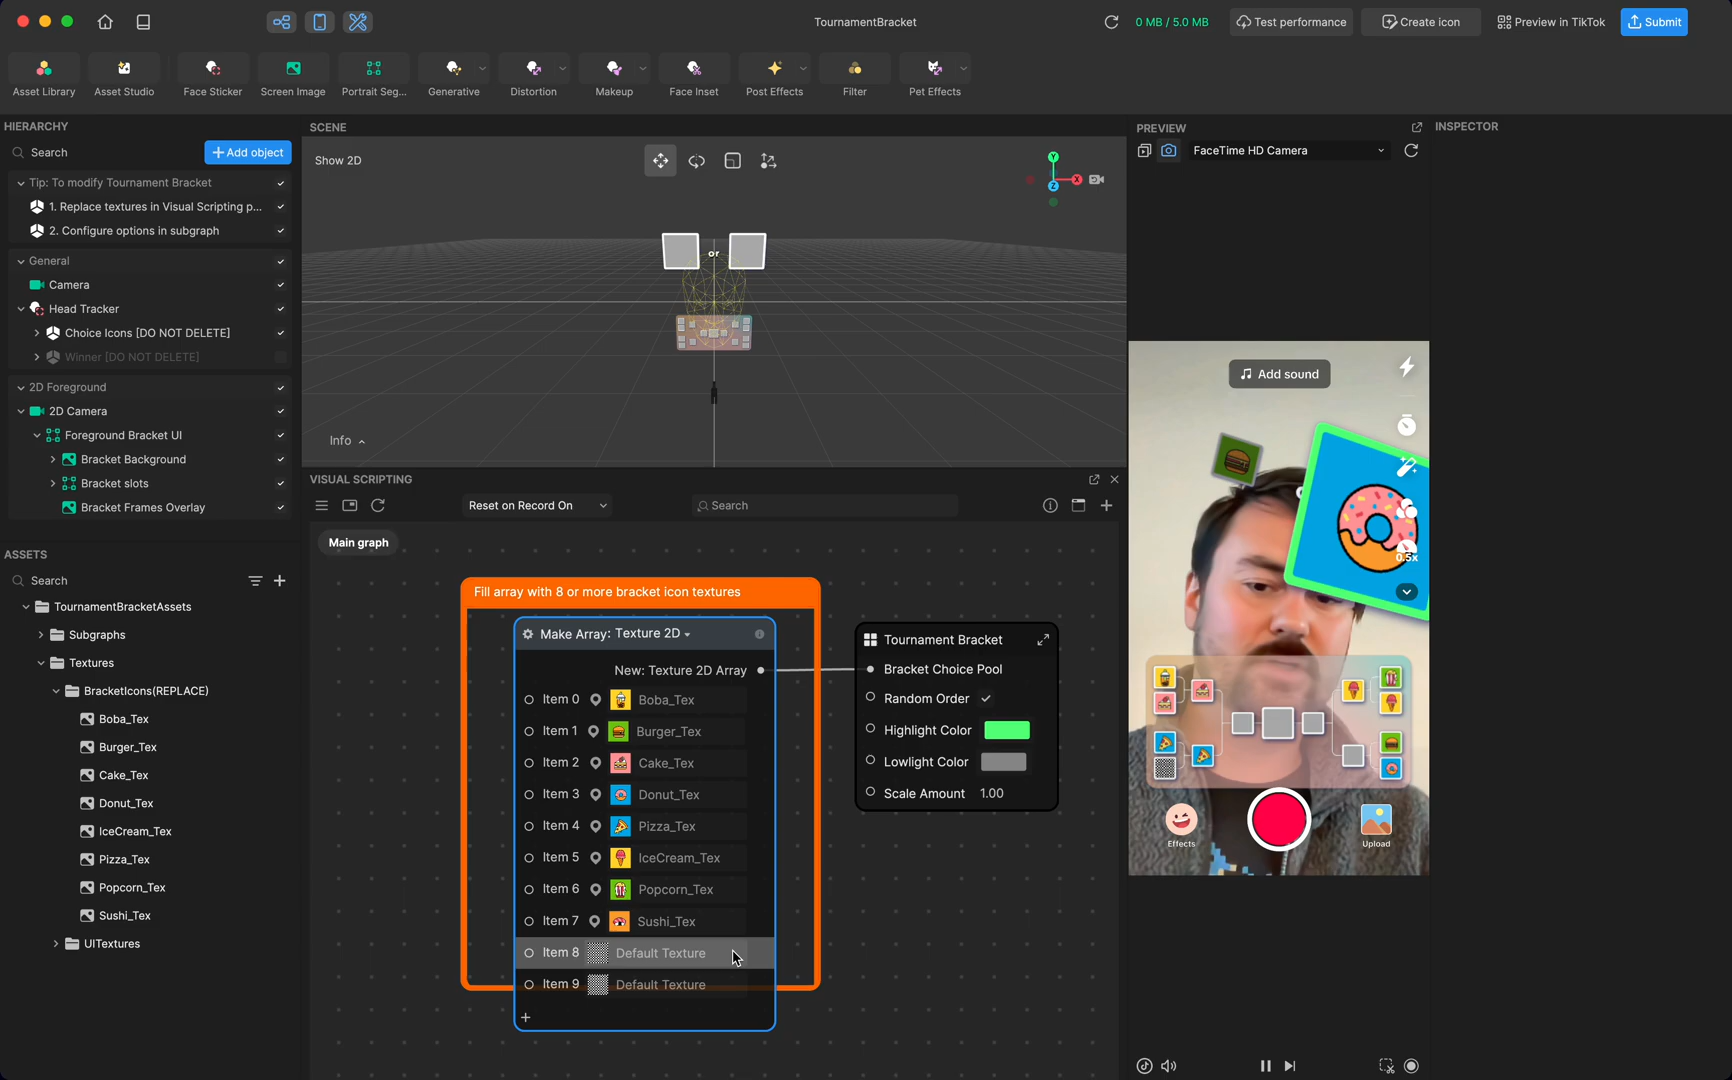 TournamentBracket
0 MB / 5.0 MB
Test performance
Create icon
Preview in TikTok
Submit
Asset Library
Asset Studio
Face Sticker
Screen Image
Portrait Seg...
Generative
Distortion
Makeup
Face Inset
Post Effects
Filter
Pet Effects
HIERARCHY
Search
Add object
Tip: To modify Tournament Bracket
1. Replace textures in Visual Scripting p...
2. Configure options in subgraph
General
Camera
Head Tracker
Choice Icons [DO NOT DELETE]
Winner [DO NOT DELETE]
2D Foreground
2D Camera
Foreground Bracket UI
Bracket Background
Bracket slots
Bracket Frames Overlay
ASSETS
Search
TournamentBracketAssets
Subgraphs
Textures
BracketIcons(REPLACE)
Boba_Tex
Burger_Tex
Cake_Tex
Donut_Tex
IceCream_Tex
Pizza_Tex
Popcorn_Tex
Sushi_Tex
UITextures
SCENE
Show 2D
Y
X
Z
or
Info
VISUAL SCRIPTING
Reset on Record On
Search
Main graph
Fill array with 8 or more bracket icon textures
Make Array: Texture 2D
New: Texture 2D Array
Item 0 Boba_Tex
Item 1 Burger_Tex
Item 2 Cake_Tex
Item 3 Donut_Tex
Item 4 Pizza_Tex
Item 5 IceCream_Tex
Item 6 Popcorn_Tex
Item 7 Sushi_Tex
Item 8 Default Texture
Item 9 Default Texture
Tournament Bracket
Bracket Choice Pool
Random Order
Highlight Color
Lowlight Color
Scale Amount 1.00
PREVIEW
FaceTime HD Camera
Add sound
0.5x
Effects
Upload
INSPECTOR